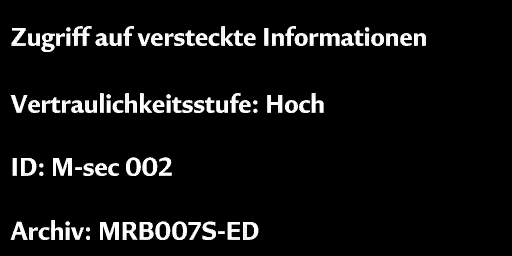 Zugriff auf versteckte Informationen
Vertraulichkeitsstufe: Hoch
ID: M-sec 002
Archiv: MRB007S-ED